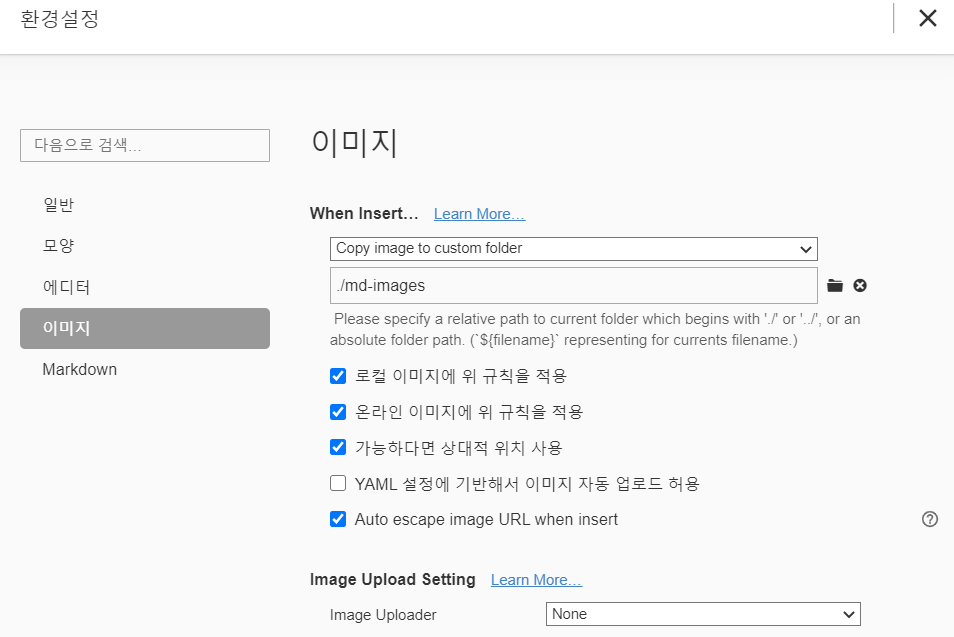 환경설정
다음으로 검색...
일반
모양
에디터
이미지
Markdown
이미지
When Insert... Learn More...
Copy image to custom folder
./md-images
Please specify a relative path to current folder which begins with './' or '../', or an
absolute folder path. (`${filename}` representing for currents filename.)
로컬 이미지에 위 규칙을 적용
온라인 이미지에 위 규칙을 적용
가능하다면 상대적 위치 사용
YAML 설정에 기반해서 이미지 자동 업로드 허용
Auto escape image URL when insert
Image Upload Setting Learn More...
Image Uploader None